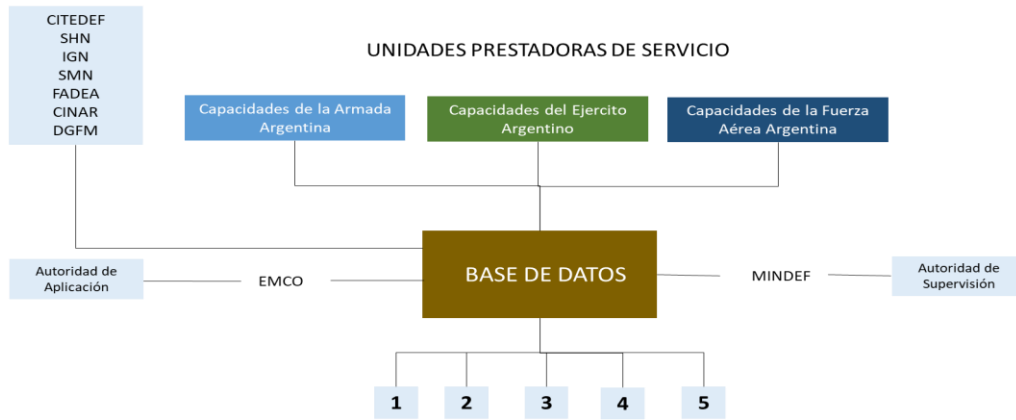 CITEDEF
SHN
IGN
SMN
FADEA
CINAR
DGFM
UNIDADES PRESTADORAS DE SERVICIO
Capacidades de la Armada
Argentina
Capacidades del Ejercito
Argentino
Capacidades de la Fuerza
Aérea Argentina
Autoridad de
Aplicación
EMCO
BASE DE DATOS
MINDEF
Autoridad de
Supervisión
1
2
3
4
5